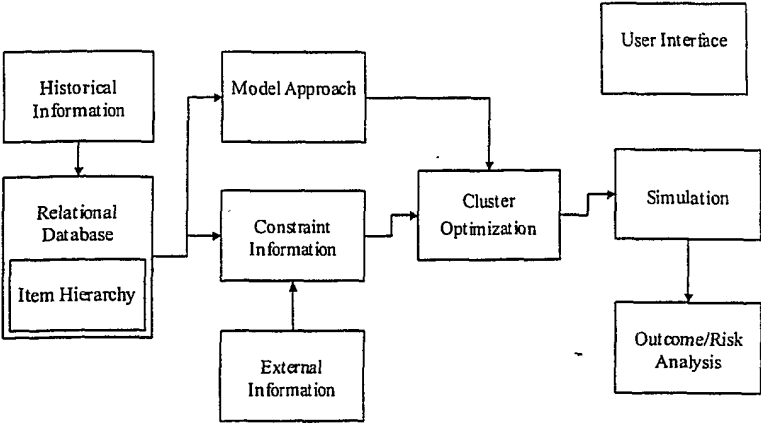 User Interface
Historical
Information
Model Approach
Relational
Database
Item Hierarchy
Constraint
Information
Cluster
Optimization
Simulation
External
Information
Outcome/Risk
Analysis